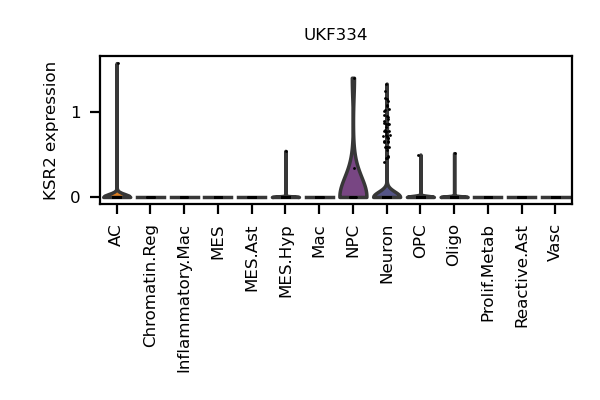 UKF334
KSR2 expression
1
0
AC
Chromatin.Reg
Inflammatory.Mac
MES
MES.Ast
MES.Hyp
Mac
NPC
Neuron
OPC
Oligo
Prolif.Metab
Reactive.Ast
Vasc